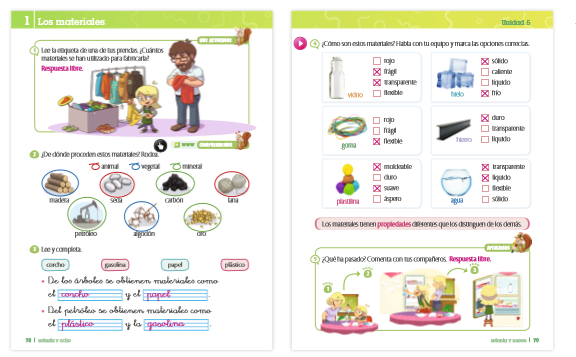 1 Los materiales
1 Lee la etiqueta de una de tus prendas. ¿Cuántos
materiales se han utilizado para fabricarla?
Respuesta libre.
2 ¿De dónde proceden estos materiales? Rodea.
animal vegetal mineral
madera seda carbón lana
petróleo algodón oro
3 Lee y completa.
corcho gasolina papel plástico
• De los árboles se obtienen materiales como
el corcho y el papel.
• Del petróleo se obtienen materiales como
el plástico y la gasolina.
78 | setenta y ocho
Unidad 5
4 ¿Cómo son estos materiales? Habla con tu equipo y marca las opciones correctas.
vidrio
rojo
frágil
transparente
flexible
hielo
sólido
caliente
líquido
frío
goma
rojo
frágil
flexible
hierro
duro
transparente
líquido
plastilina
moldeable
duro
suave
áspero
agua
transparente
líquido
flexible
sólido
Los materiales tienen propiedades diferentes que los distinguen de los demás.
5 ¿Qué ha pasado? Comenta con tus compañeros. Respuesta libre.
1
2
3
setenta y nueve | 79